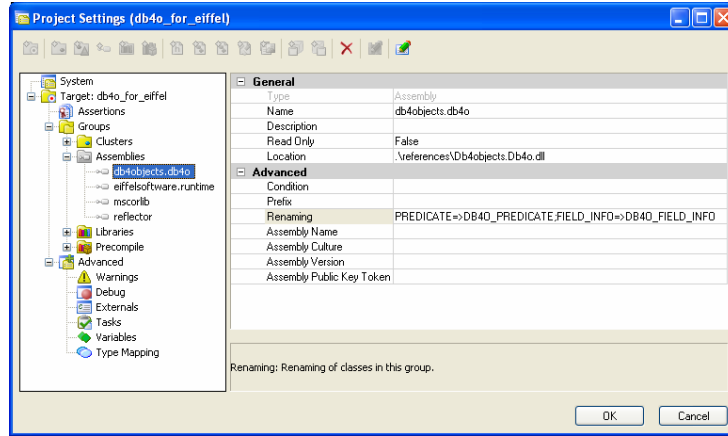 Project Settings (db4o_for_eiffel)
System
Target: db4o_for_eiffel
Assertions
Groups
Clusters
Assemblies
db4objects.db4o
eiffelsoftware.runtime
mscorlib
reflector
Libraries
Precompile
Advanced
Warnings
Debug
Externals
Tasks
Variables
Type Mapping
General
Type Assembly
Name db4objects.db4o
Description
Read Only False
Location .\references\Db4objects.Db4o.dll
Advanced
Condition
Prefix
Renaming PREDICATE=>DB4O_PREDICATE;FIELD_INFO=>DB4O_FIELD_INFO
Assembly Name
Assembly Culture
Assembly Version
Assembly Public Key Token
Renaming: Renaming of classes in this group.
OK Cancel